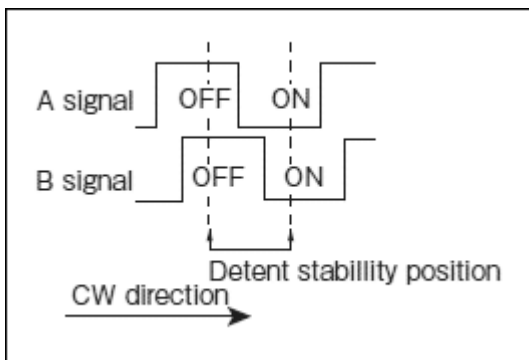 A signal OFF ON
B signal OFF ON
Detent stabillity position
CW direction